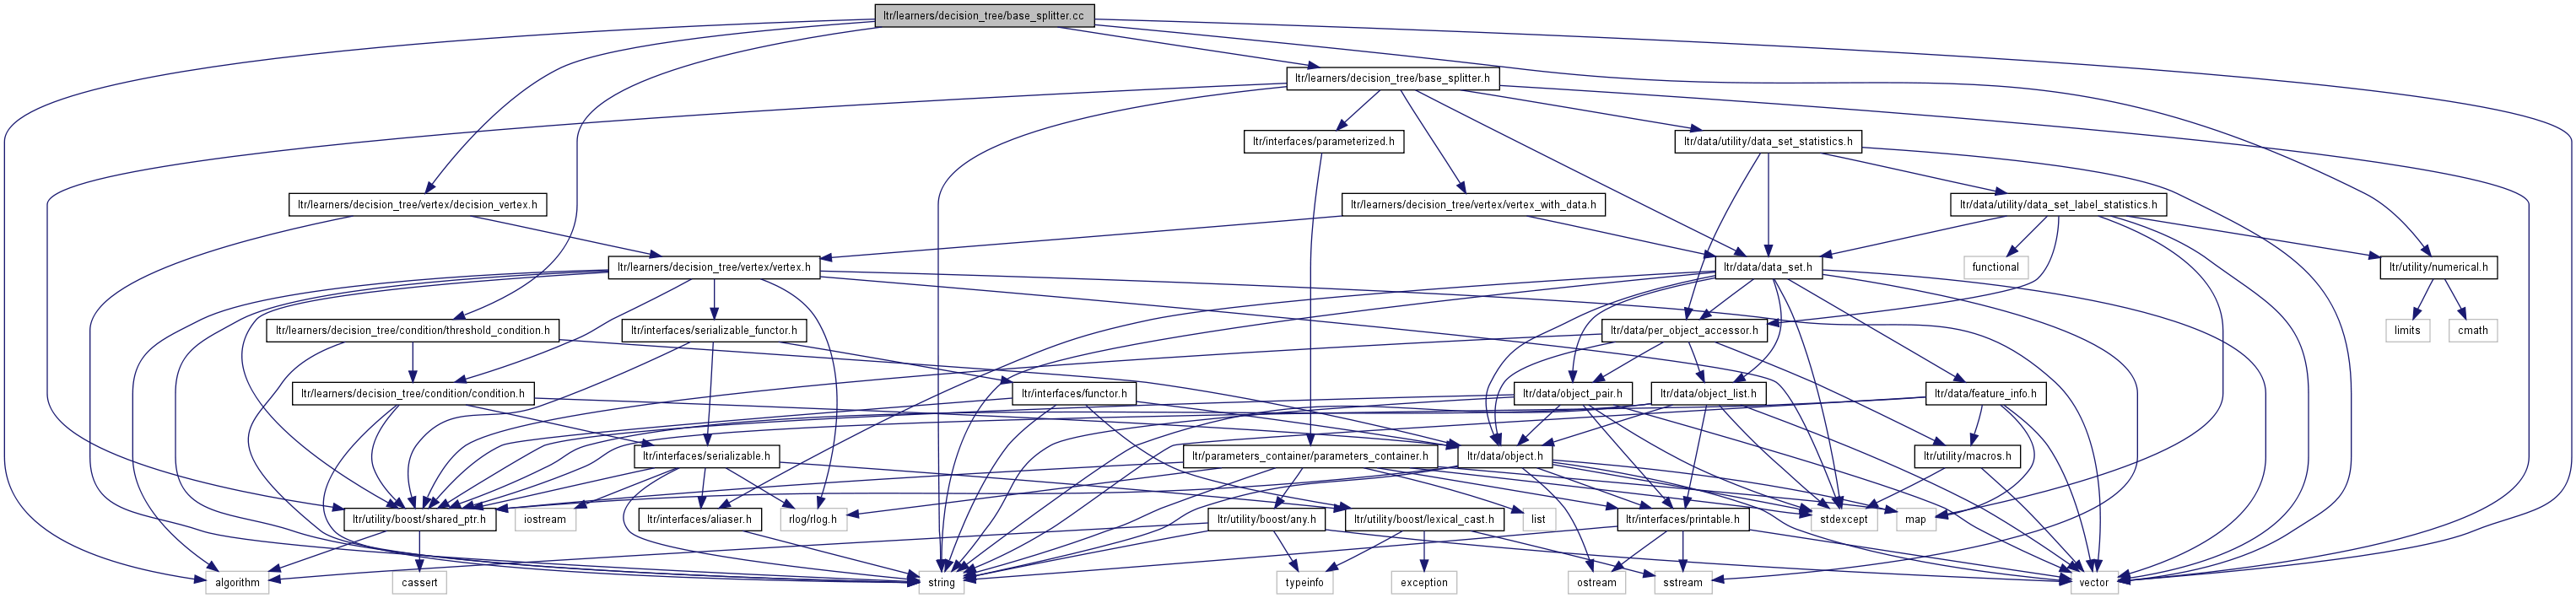 ltr/learners/decision_tree/base_splitter.cc
ltr/learners/decision_tree/base_splitter.h
ltr/interfaces/parameterized.h
ltr/data/utility/data_set_statistics.h
ltr/learners/decision_tree/vertex/decision_vertex.h
ltr/learners/decision_tree/vertex/vertex_with_data.h
ltr/data/utility/data_set_label_statistics.h
ltr/learners/decision_tree/vertex/vertex.h
ltr/data/data_set.h
functional
ltr/utility/numerical.h
ltr/learners/decision_tree/condition/threshold_condition.h
ltr/interfaces/serializable_functor.h
ltr/data/per_object_accessor.h
limits
cmath
ltr/learners/decision_tree/condition/condition.h
ltr/interfaces/functor.h
ltr/data/object_pair.h
ltr/data/object_list.h
ltr/data/feature_info.h
ltr/interfaces/serializable.h
ltr/parameters_container/parameters_container.h
ltr/data/object.h
ltr/utility/macros.h
ltr/utility/boost/shared_ptr.h
iostream
ltr/interfaces/aliaser.h
rlog/rlog.h
ltr/utility/boost/any.h
ltr/utility/boost/lexical_cast.h
list
ltr/interfaces/printable.h
stdexcept
map
algorithm
cassert
string
typeinfo
exception
ostream
sstream
vector